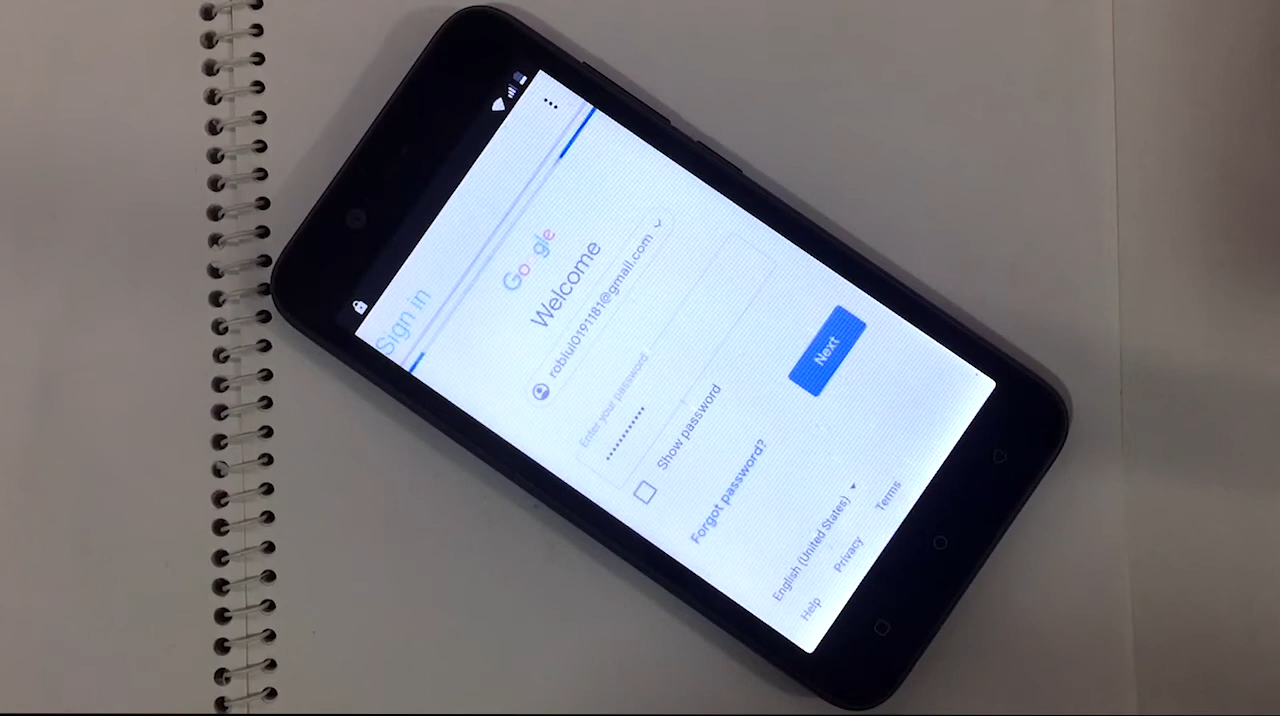 Sign in
Google
Welcome
roblul0191181@gmail.com
Enter your password
••••••••••••
Show password
Forgot password?
Next
English (United States)
Help
Privacy
Terms